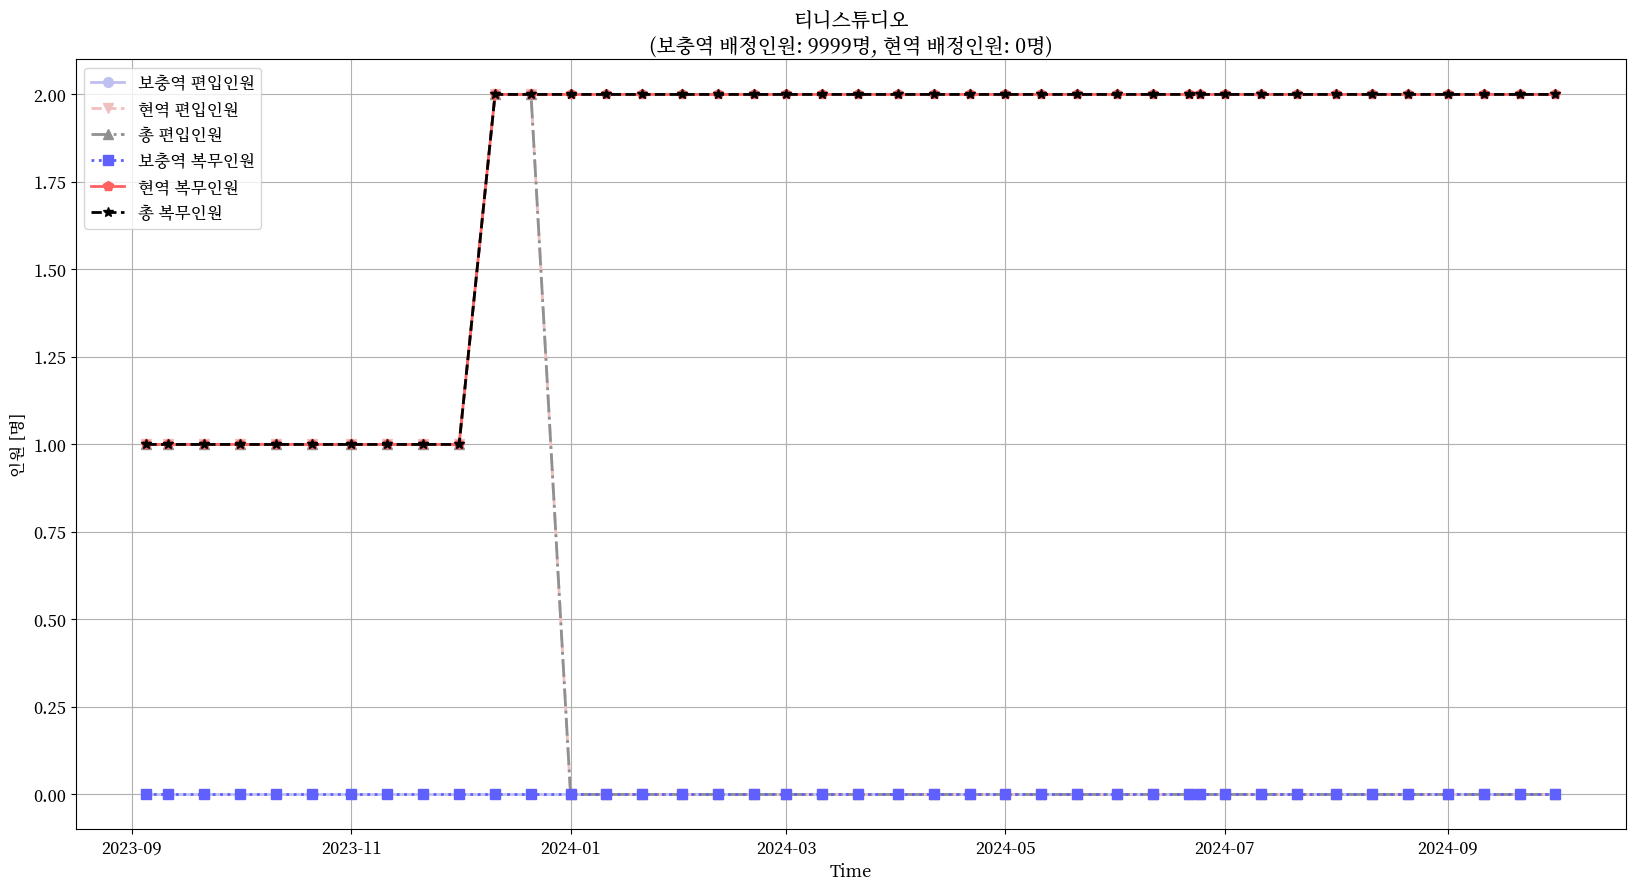 티니스튜디오
(보충역 배정인원: 9999명, 현역 배정인원: 0명)
보충역 편입인원
현역 편입인원
총 편입인원
보충역 복무인원
현역 복무인원
총 복무인원
2.00
1.75
1.50
1.25
1.00
0.75
0.50
0.25
0.00
인원 [명]
2023-09
2023-11
2024-01
2024-03
2024-05
2024-07
2024-09
Time